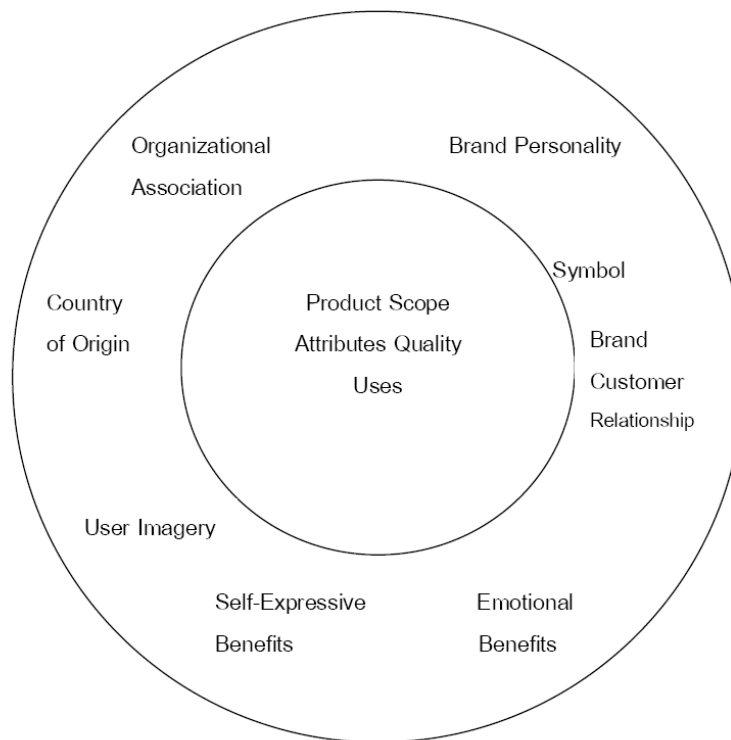 Organizational
Association
Brand Personality
Symbol
Country
of Origin
Product Scope
Attributes Quality
Uses
Brand
Customer
Relationship
User Imagery
Self-Expressive
Benefits
Emotional
Benefits